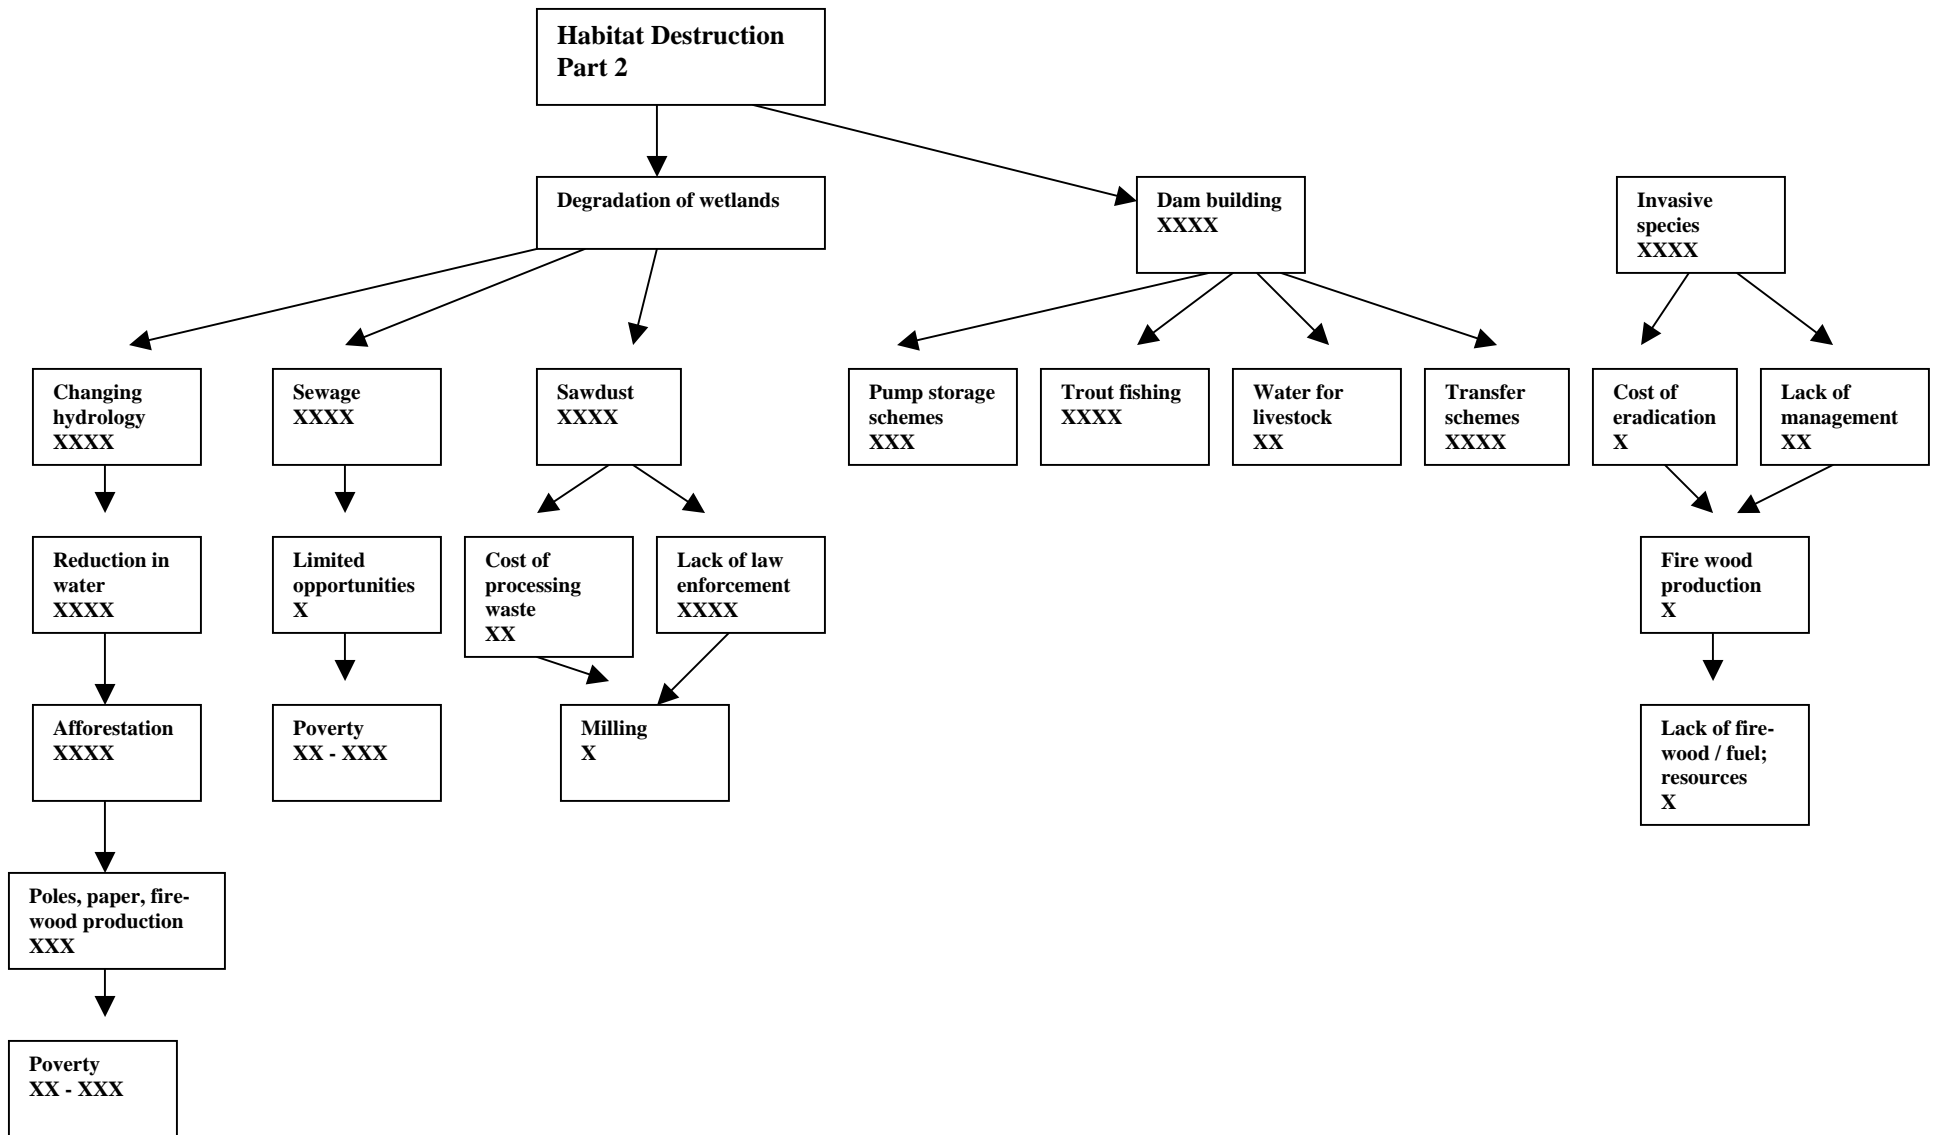 Habitat Destruction
Part 2
Degradation of wetlands
Dam building
XXXX
Invasive
species
XXXX
Changing
hydrology
XXXX
Sewage
XXXX
Sawdust
XXXX
Pump storage
schemes
XXX
Trout fishing
XXXX
Water for
livestock
XX
Transfer
schemes
XXXX
Cost of
eradication
X
Lack of
management
XX
Reduction in
water
XXXX
Limited
opportunities
X
Cost of
processing
waste
XX
Lack of law
enforcement
XXXX
Fire wood
production
X
Afforestation
XXXX
Poverty
XX - XXX
Milling
X
Lack of fire-
wood / fuel;
resources
X
Poles, paper, fire-
wood production
XXX
Poverty
XX - XXX